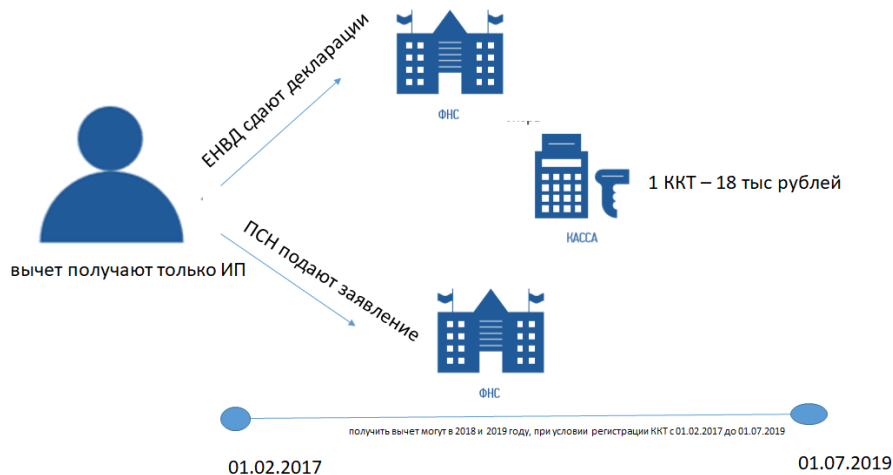 ЕНВД сдают декларации
ФНС
1 ККТ – 18 тыс рублей
КАССА
вычет получают только ИП
ПСН подают заявление
ФНС
получить вычет могут в 2018 и 2019 году, при условии регистрации ККТ с 01.02.2017 до 01.07.2019
01.02.2017
01.07.2019